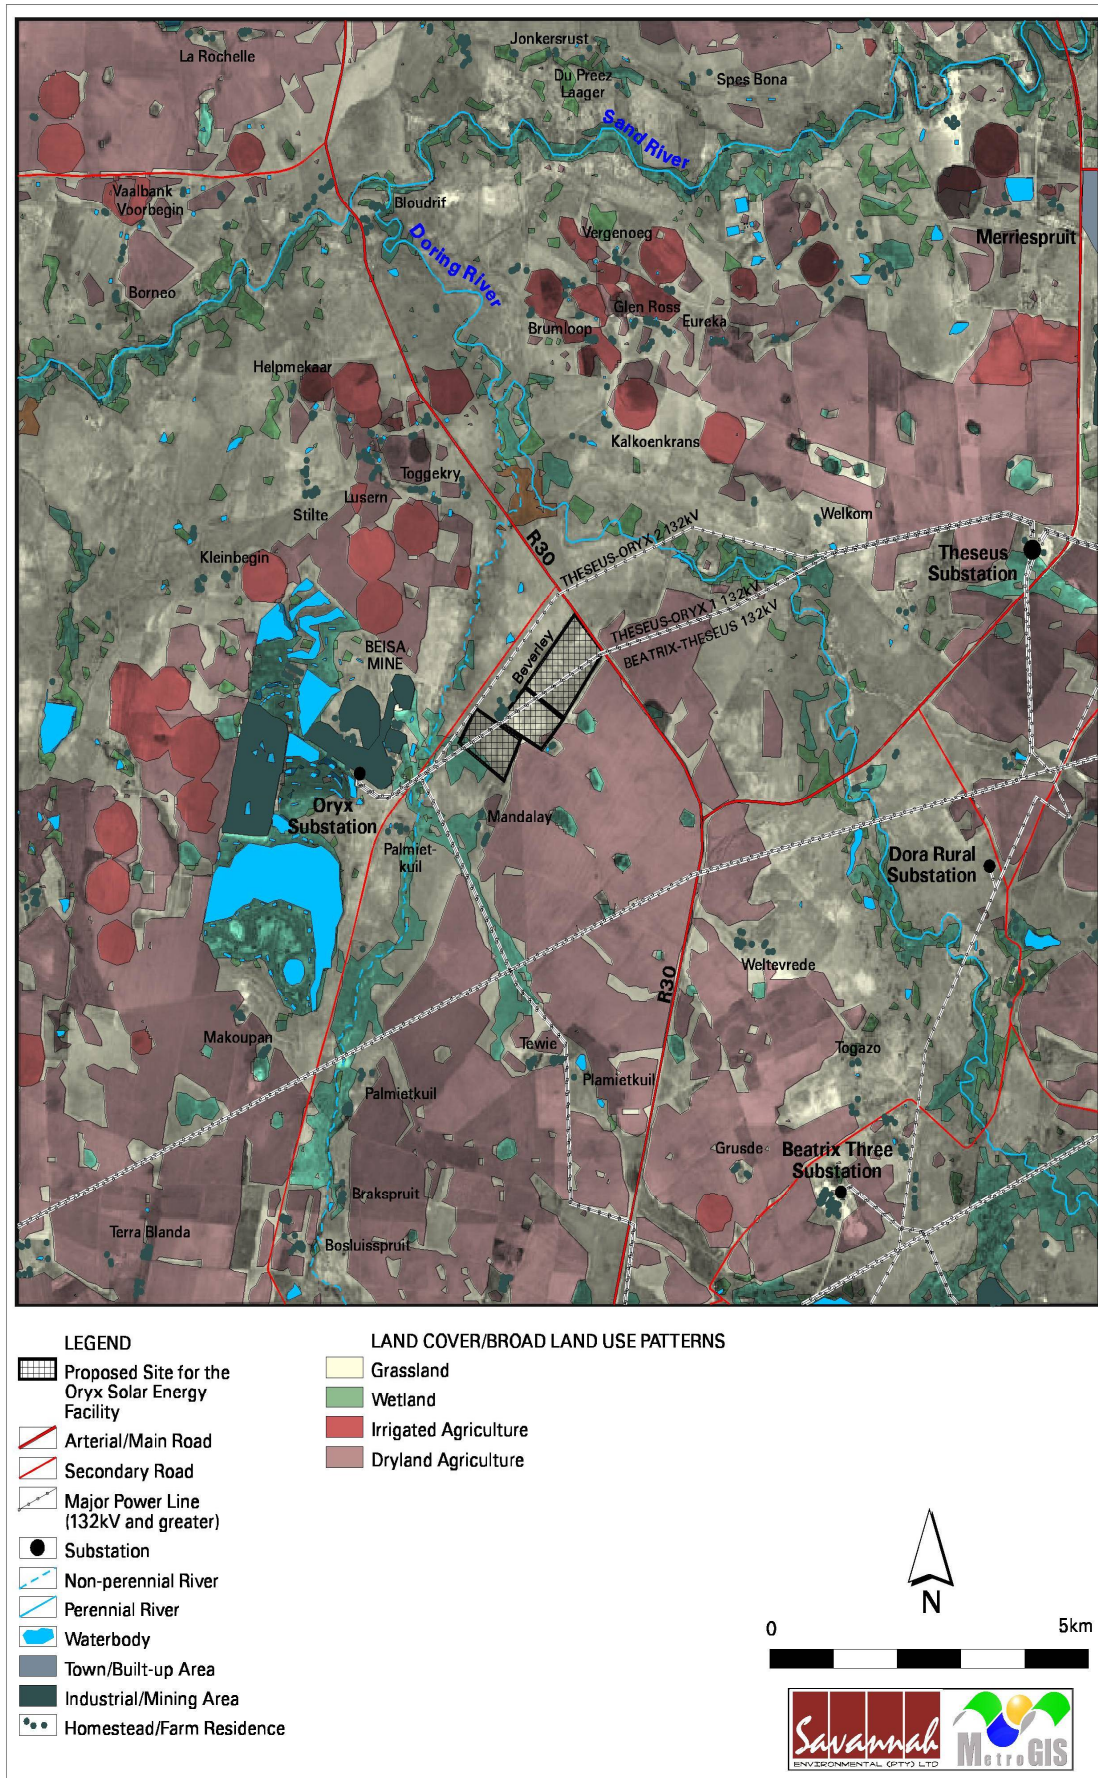 La Rochelle
Jonkersrust
Du Preez
Laager
Spes Bona
Sand River
Vaalbank
Voorbegin
Bloudrif
Doring River
Vergenoeg
Merriespruit
Borneo
Glen Ross
Brumloop
Eureka
Helpmekaar
Kalkoenkrans
Toggekry
Lusern
Stilte
Welkom
Kleinbegin
R30
THESEUS-ORYX 2 132kV
Theseus
Substation
THESEUS-ORYX 1 132kV
BEATRIX-THESEUS 132kV
Beverley
BEISA
MINE
Oryx
Substation
Mandalay
Palmiet-
kuil
Dora Rural
Substation
Weltevrede
R30
Makoupan
Tewie
Togazo
Plamietkuil
Palmietkuil
Grusde
Beatrix Three
Substation
Brakspruit
Terra Blanda
Bosluisspruit
LEGEND
Proposed Site for the
Oryx Solar Energy
Facility
Arterial/Main Road
Secondary Road
Major Power Line
(132kV and greater)
Substation
Non-perennial River
Perennial River
Waterbody
Town/Built-up Area
Industrial/Mining Area
Homestead/Farm Residence
LAND COVER/BROAD LAND USE PATTERNS
Grassland
Wetland
Irrigated Agriculture
Dryland Agriculture
N
0 5km
Savannah
ENVIRONMENTAL (PTY) LTD
MetroGIS